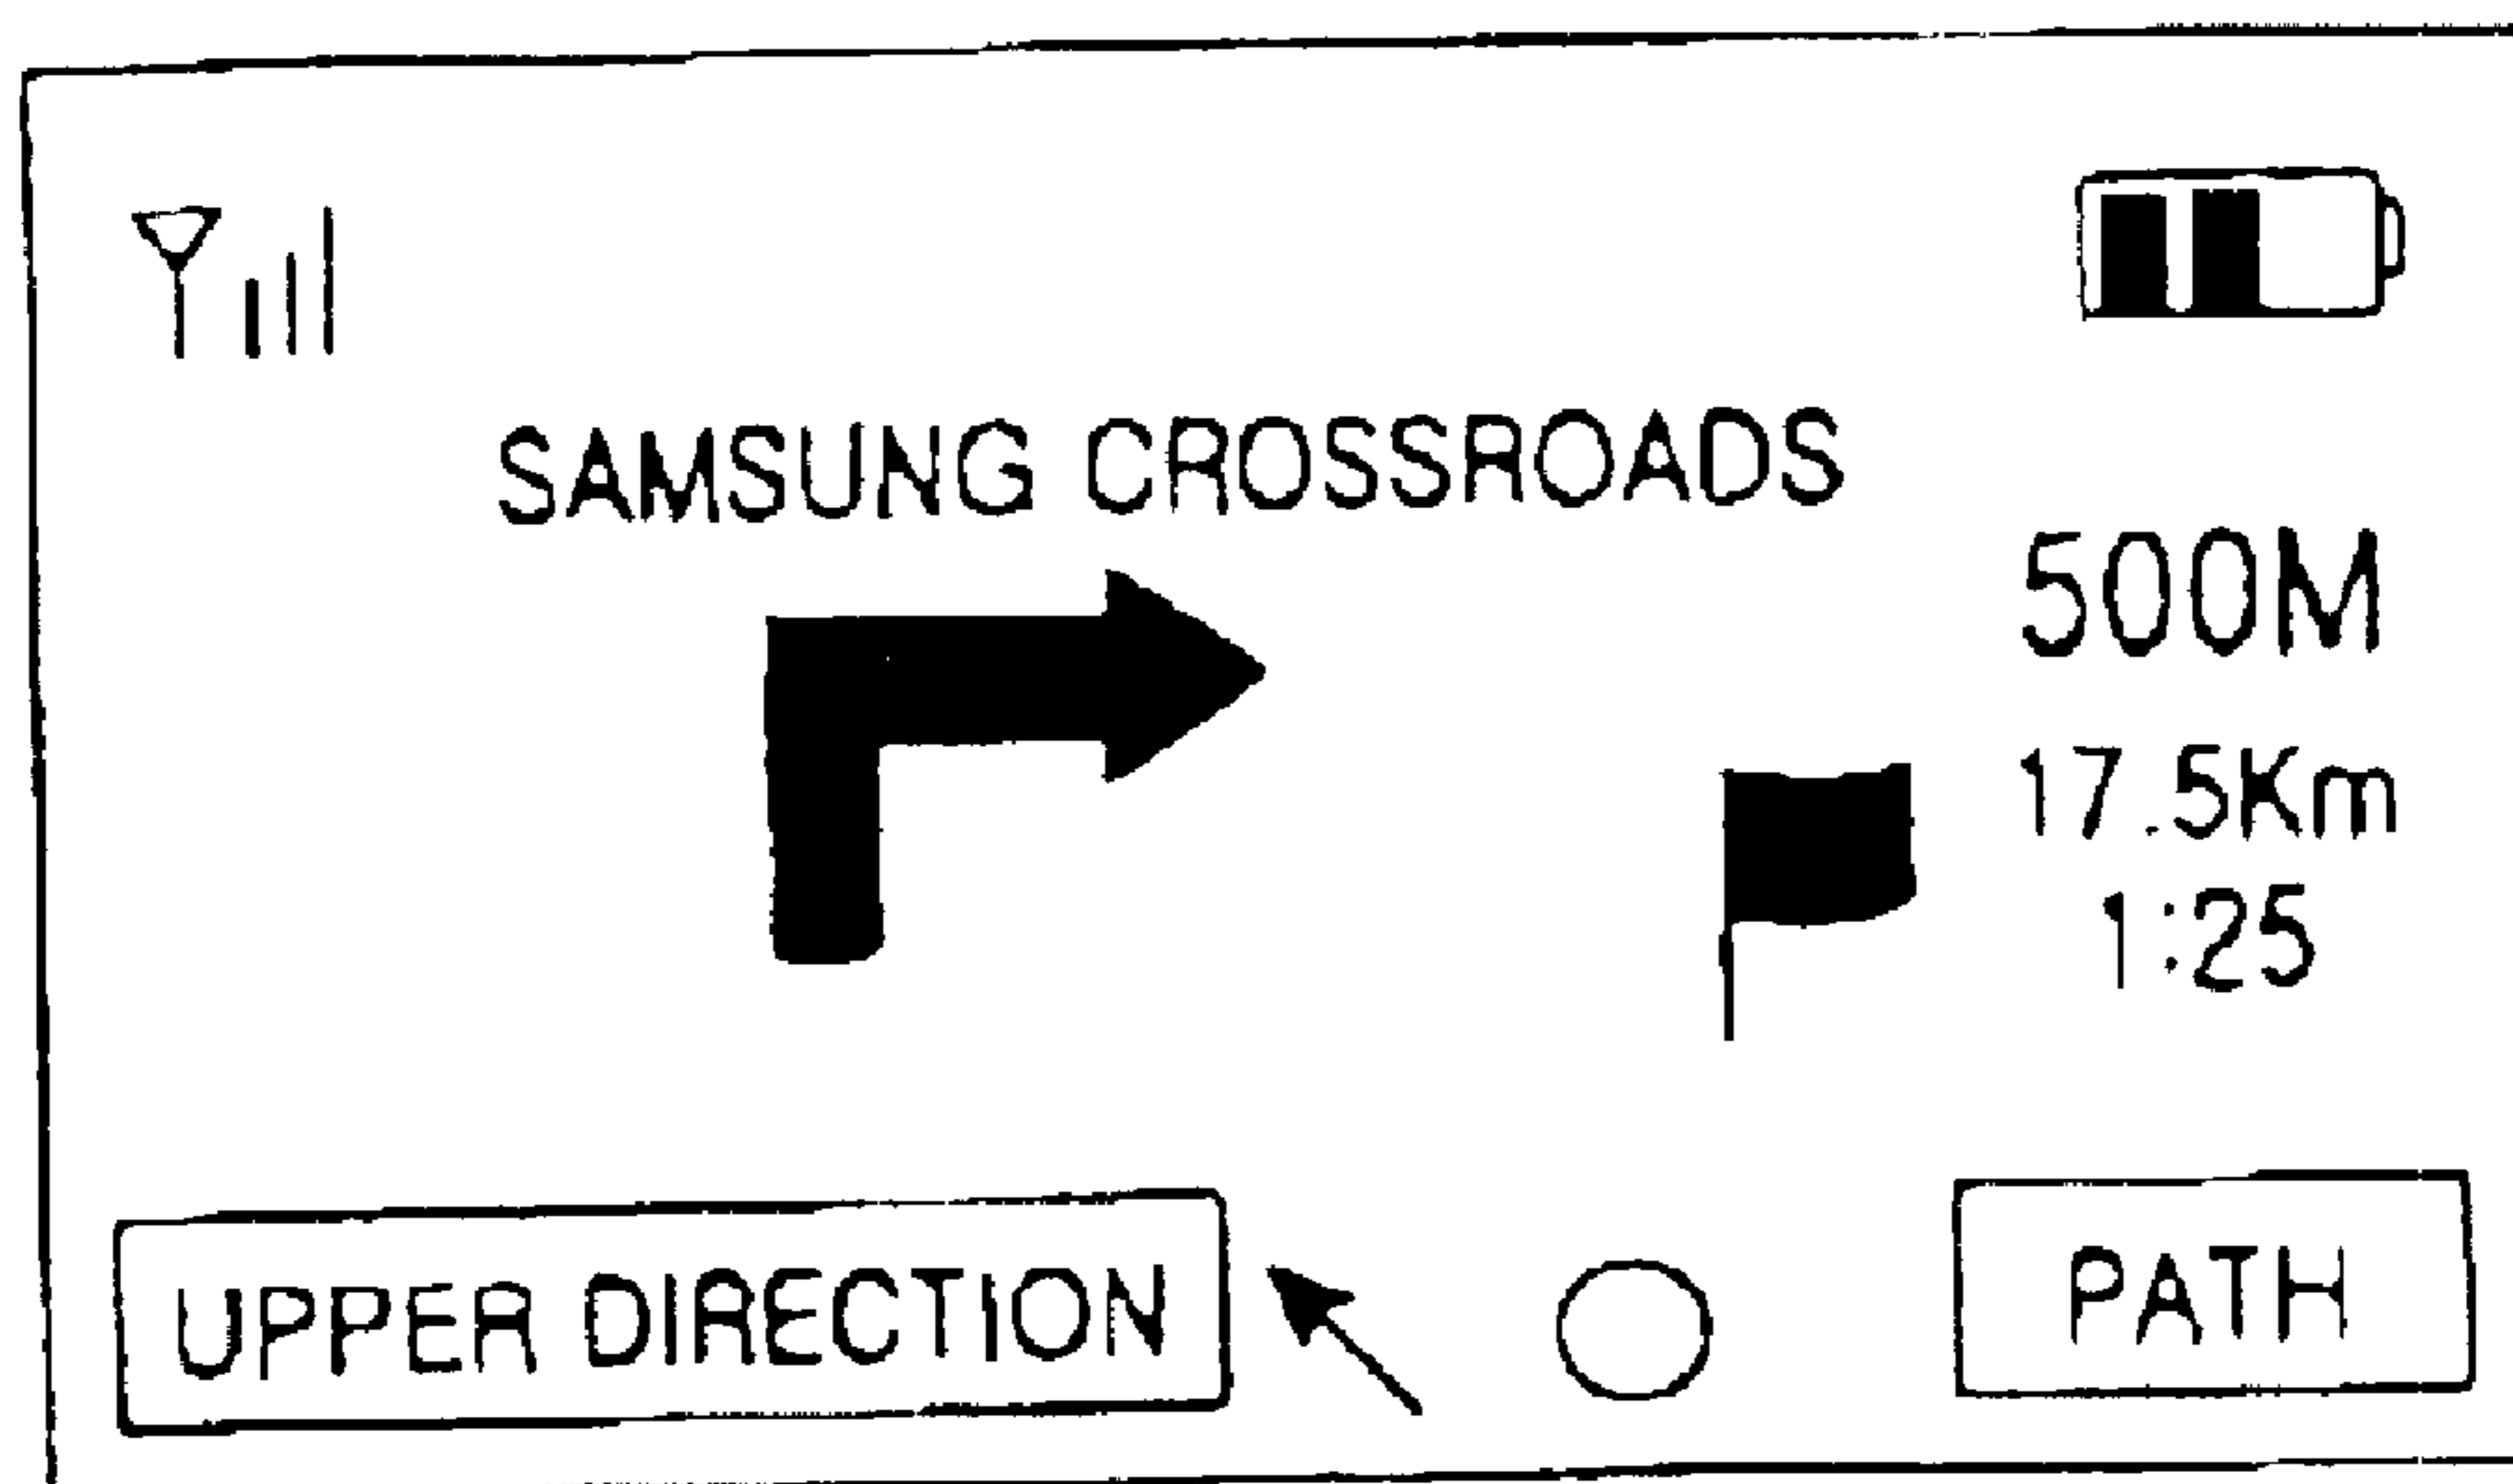 SAMSUNG CROSSROADS
500M
17.5Km
1:25
UPPER DIRECTION
PATH